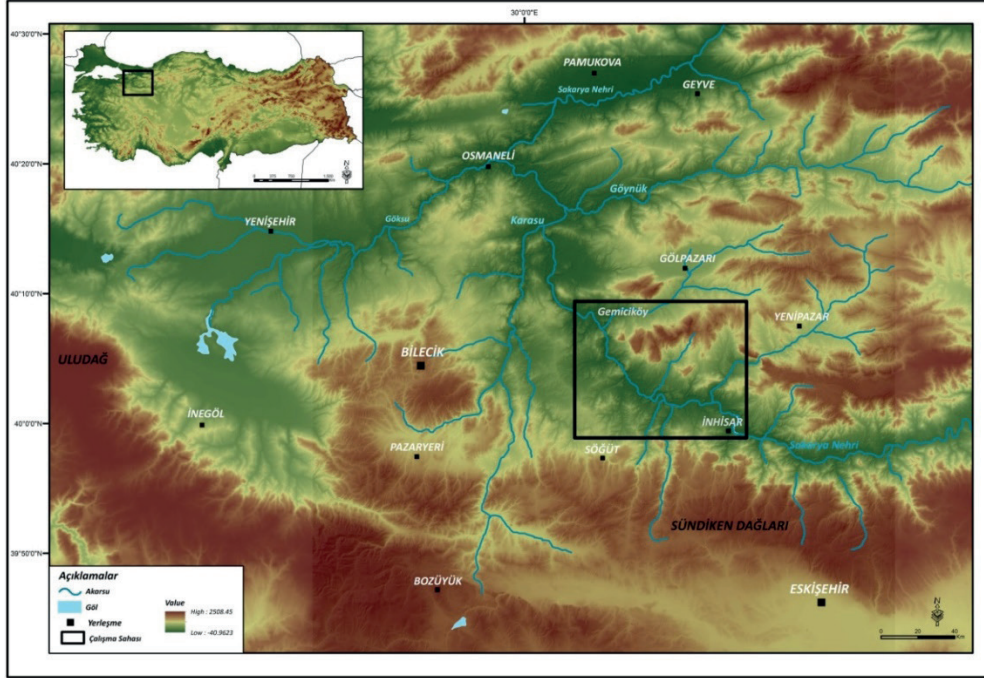 30°0'0"E
40°30'0"N
PAMUKOVA
GEYVE
Sakarya Nehri
40°20'0"N
OSMANELİ
Göynük
Göksu
Karasu
YENİŞEHİR
GÖLPAZARI
40°10'0"N
Gemiciköy
YENİPAZAR
ULUDAĞ
BİLECİK
İNEGÖL
40°0'0"N
İNHİSAR
Sakarya Nehri
PAZARYERİ
SÖĞÜT
SÜNDİKEN DAĞLARI
39°50'0"N
BOZÜYÜK
ESKİŞEHİR
Açıklamalar
Akarsu
Göl
Yerleşme
Çalışma Sahası
Value
High : 2508.45
Low : -40.9623
N
0 20 40
Km